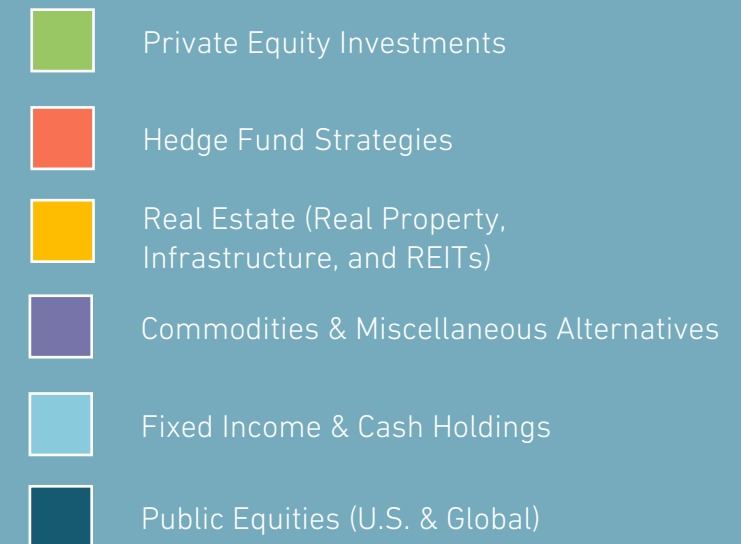 Private Equity Investments
Hedge Fund Strategies
Real Estate (Real Property,
Infrastructure, and REITs)
Commodities & Miscellaneous Alternatives
Fixed Income & Cash Holdings
Public Equities (U.S. & Global)